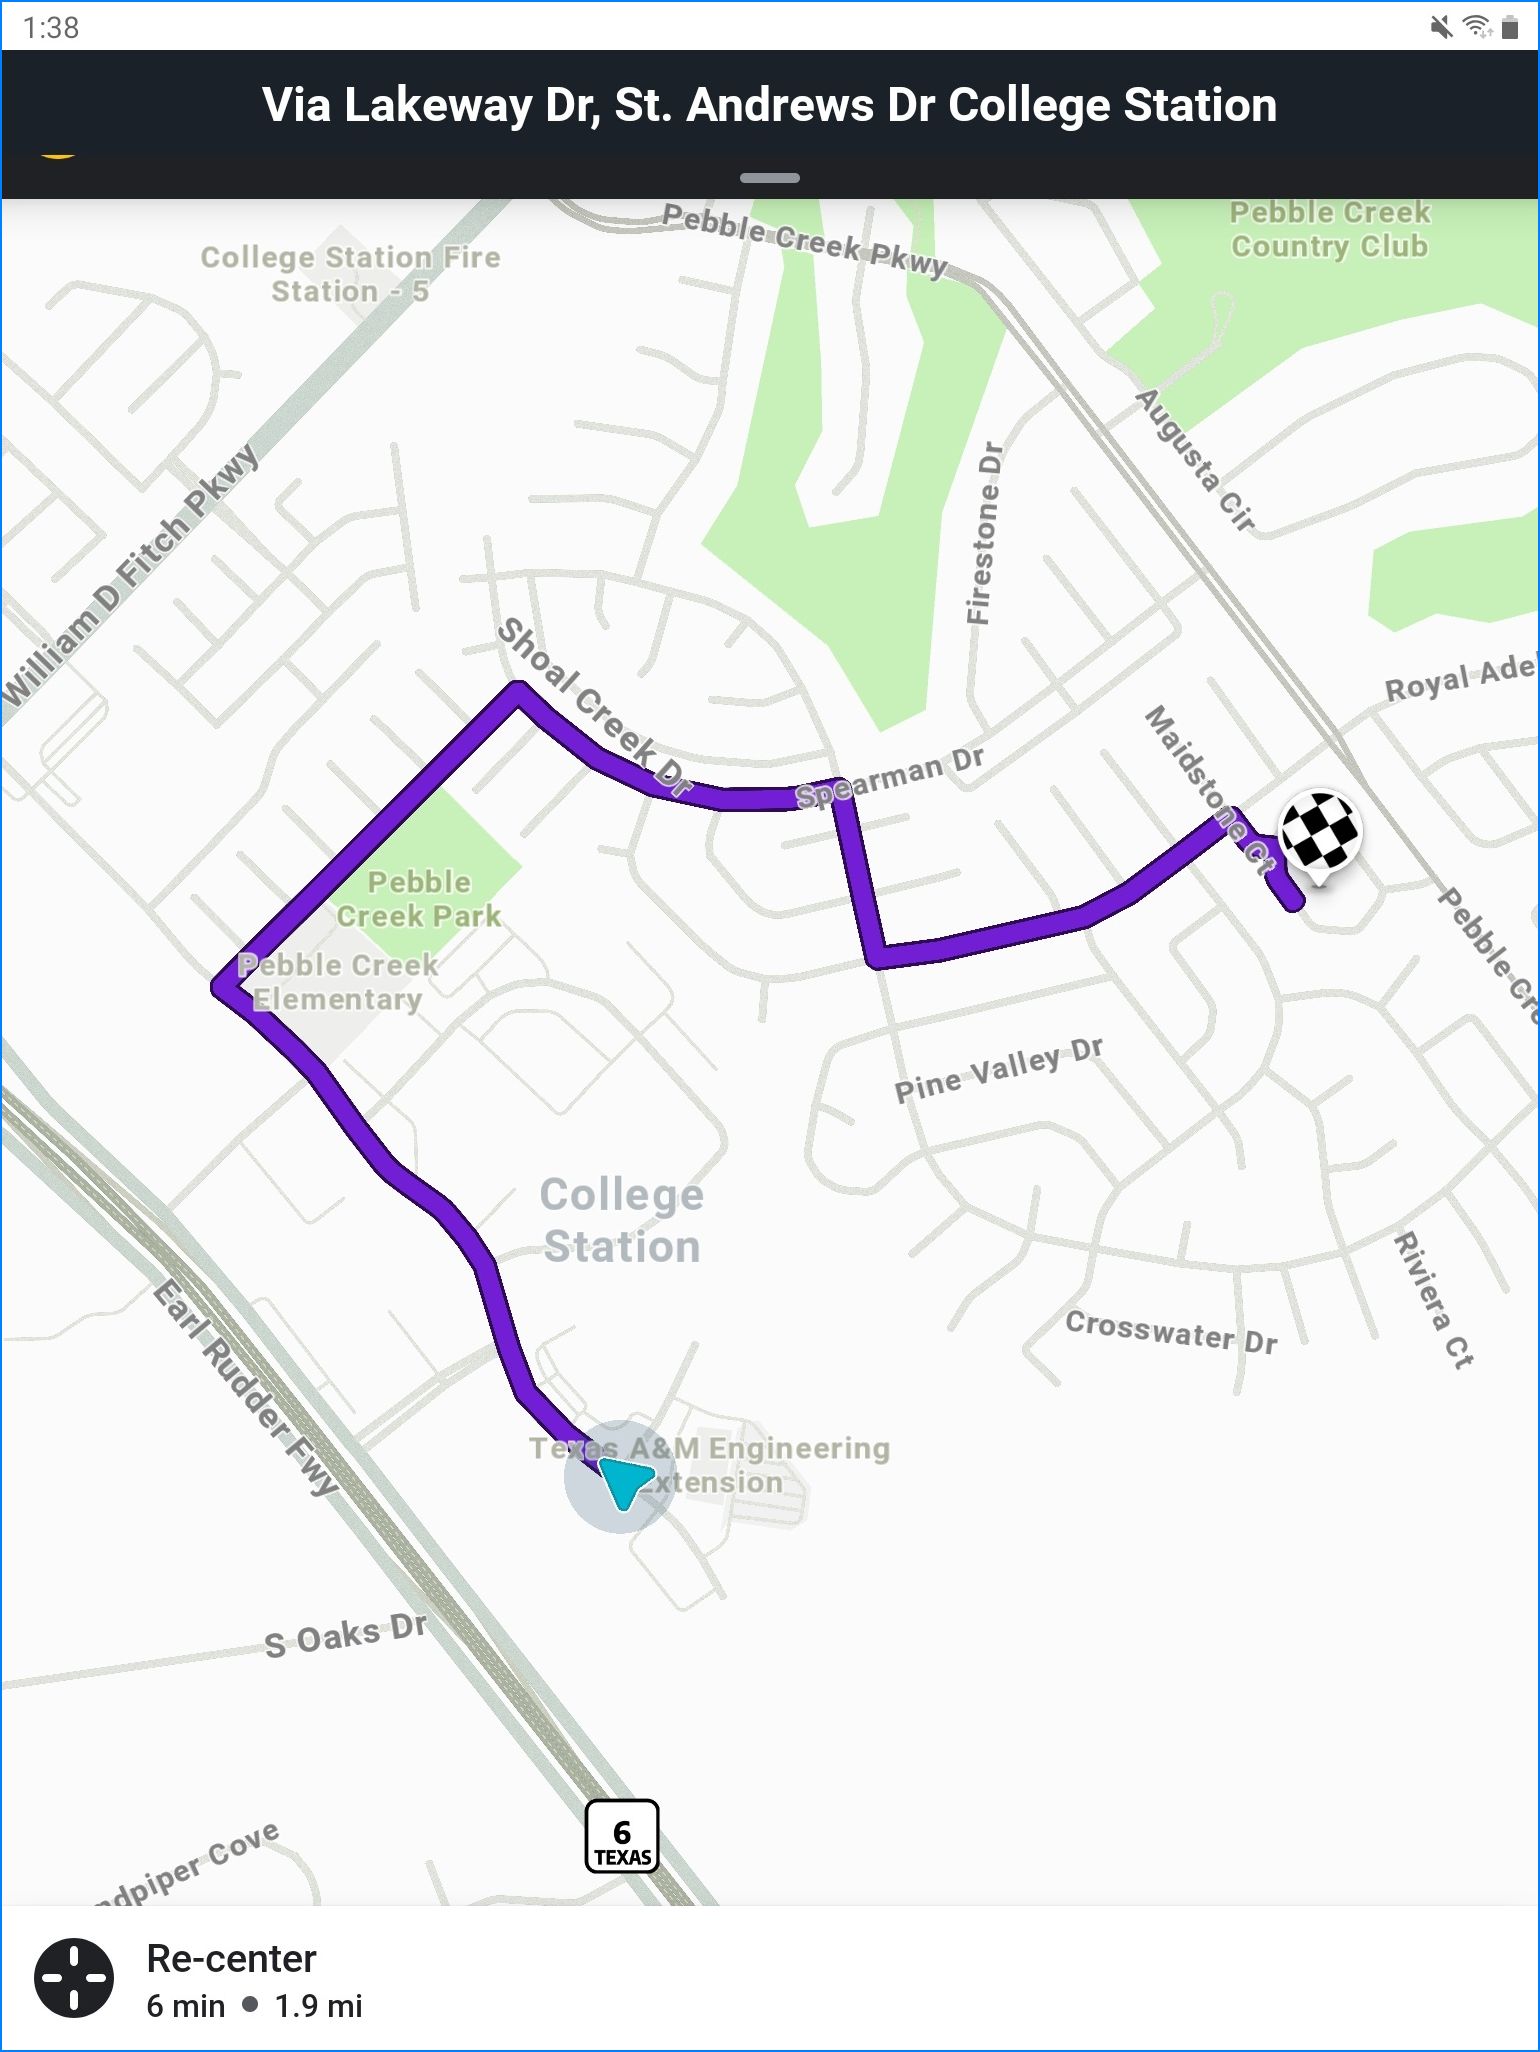 1:38
Via Lakeway Dr, St. Andrews Dr College Station
Pebble Creek Pkwy
Pebble Creek
Country Club
College Station Fire
Station - 5
Augusta Cir
William D Fitch Pkwy
Firestone Dr
Shoal Creek Dr
Royal Adel
Maidstone Ct
Spearman Dr
Pebble
Creek Park
Pebble Creek
Elementary
Pebble Cre
Pine Valley Dr
College
Station
Riviera Ct
Earl Rudder Fwy
Crosswater Dr
Texas A&M Engineering
Extension
S Oaks Dr
6
TEXAS
ndpiper Cove
Re-center
6 min ● 1.9 mi